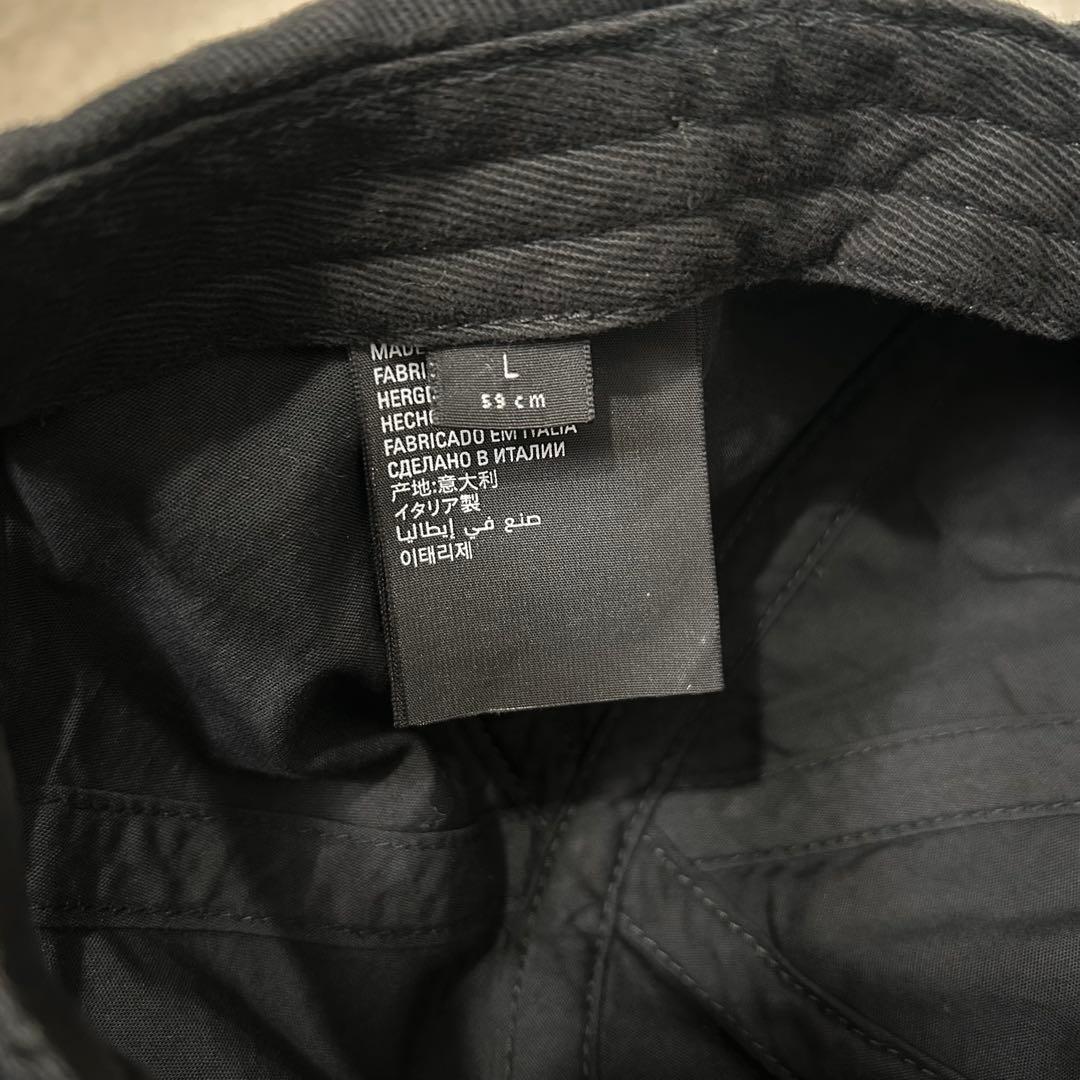 L
59 cm
MADE
FABRI
HERGE
HECHO
FABRICADO EM ITALIA
СДЕЛАНО В ИТАЛИИ
产地:意大利
イタリア製
صنع في إيطاليا
이태리제